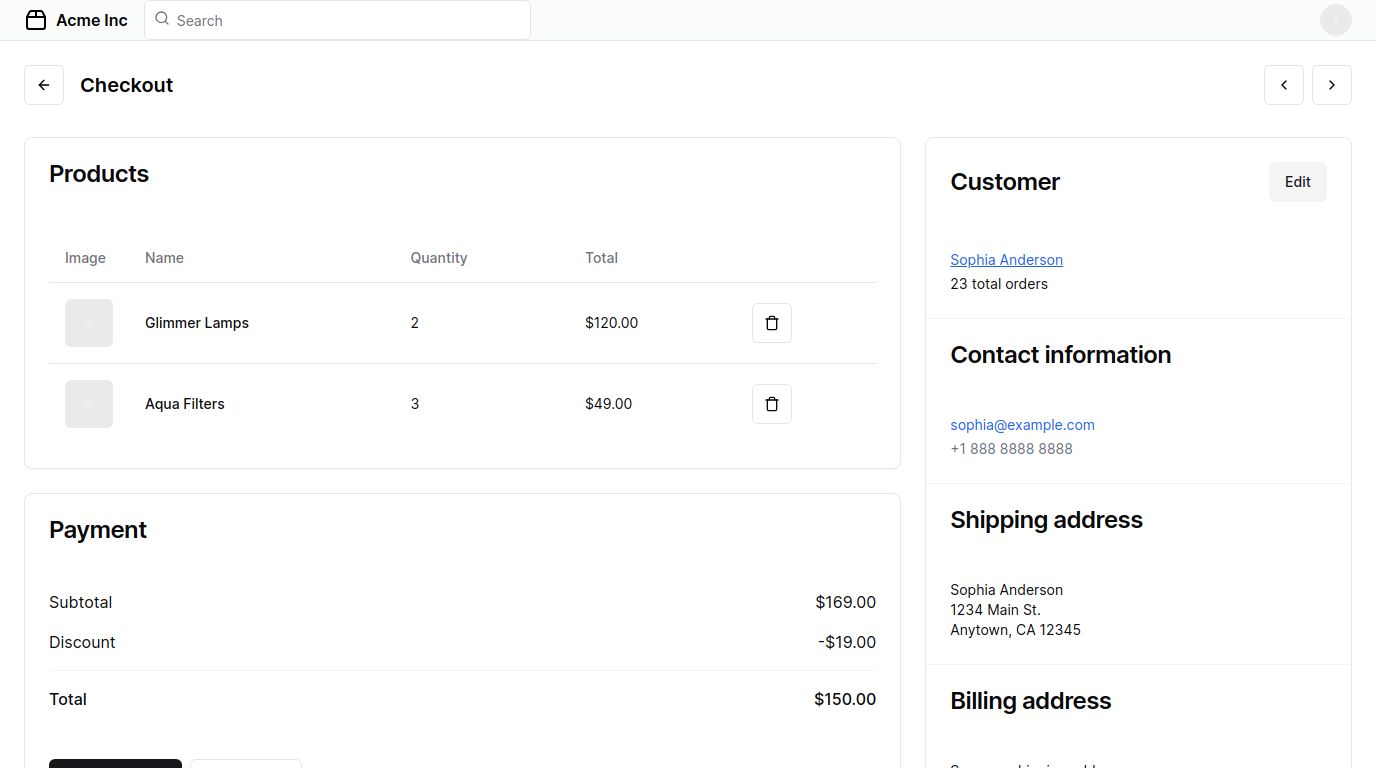 Acme Inc
Search
Checkout
Products
Image Name Quantity Total
Glimmer Lamps 2 $120.00
Aqua Filters 3 $49.00
Payment
Subtotal $169.00
Discount -$19.00
Total $150.00
Customer
Edit
Sophia Anderson
23 total orders
Contact information
sophia@example.com
+1 888 8888 8888
Shipping address
Sophia Anderson
1234 Main St.
Anytown, CA 12345
Billing address